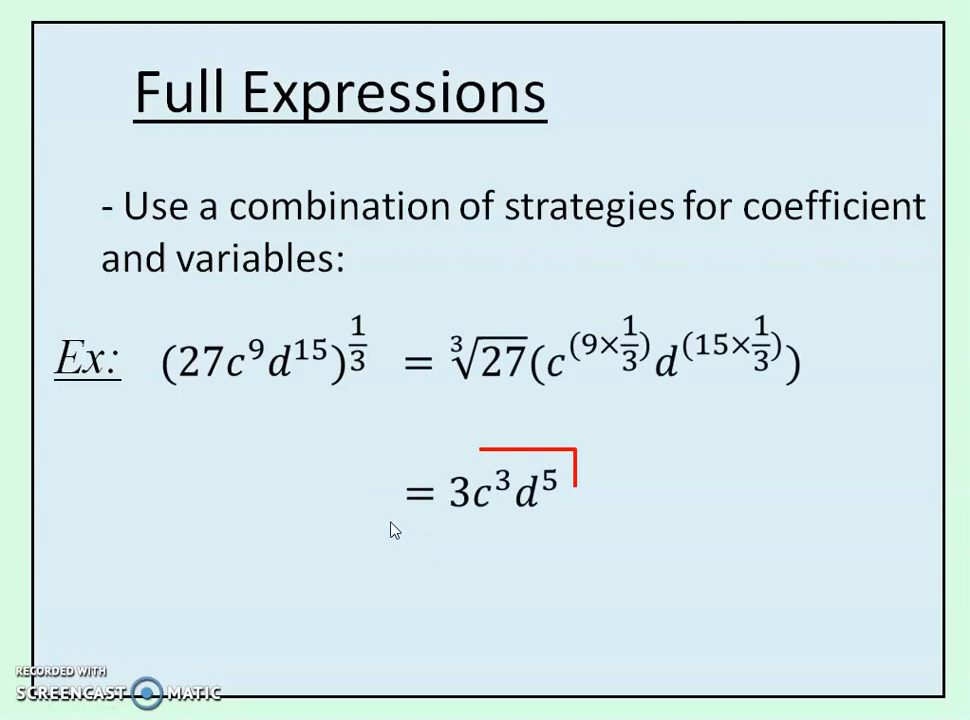 Full Expressions
- Use a combination of strategies for coefficient
and variables:
Ex: (27c⁹d¹⁵)^(1/3) = ∛27(c^(9×1/3) d^(15×1/3))
= 3c³d⁵
RECORDED WITH
SCREENCAST MATIC